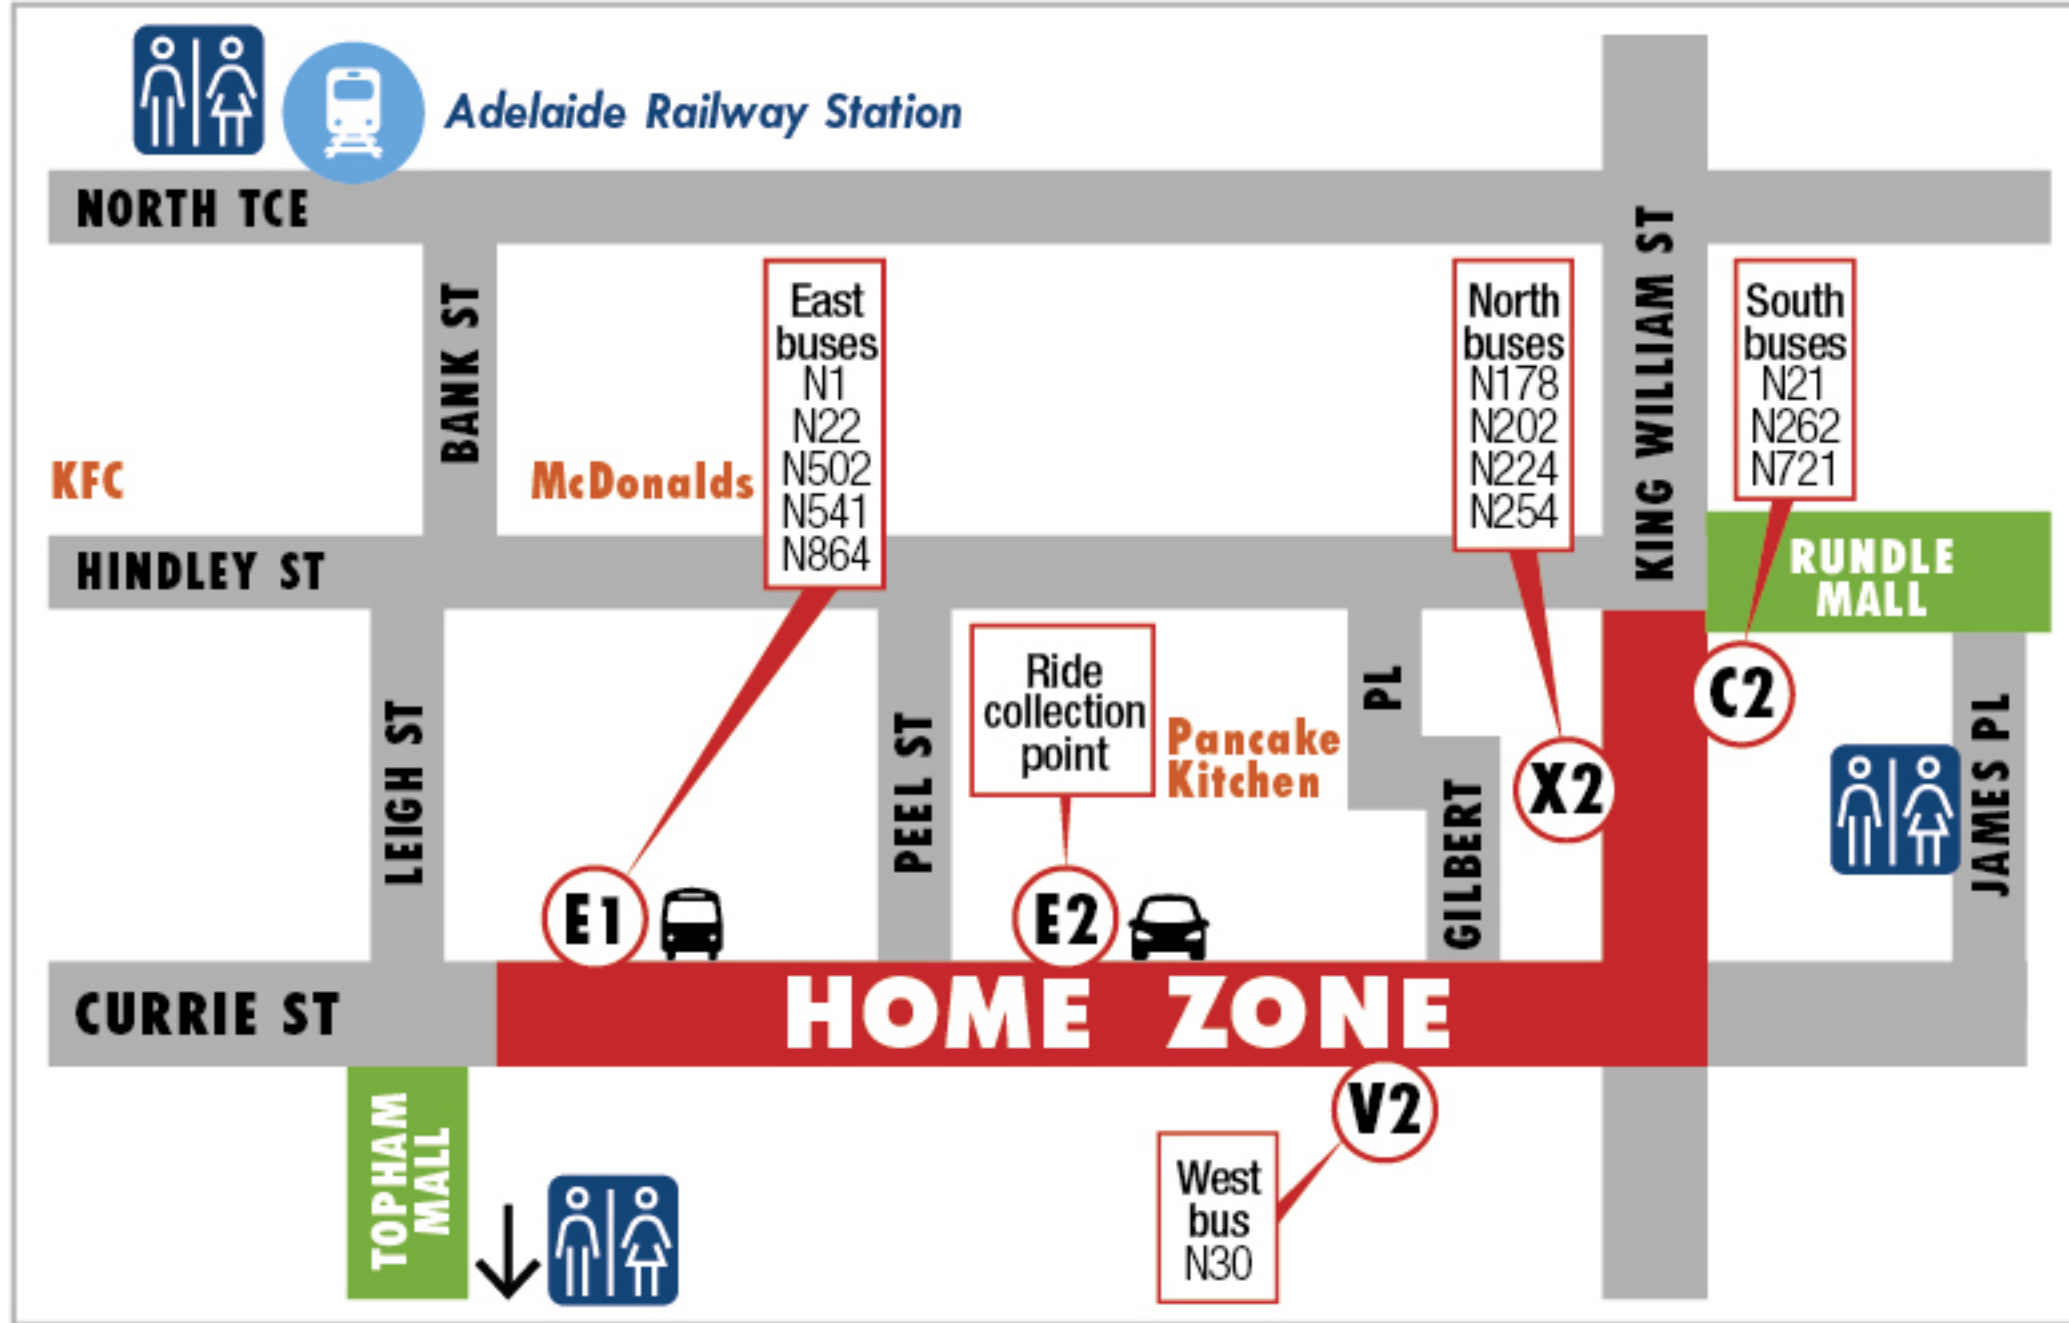 Adelaide Railway Station
NORTH TCE
BANK ST
KING WILLIAM ST
East
buses
N1
N22
N502
N541
N864
North
buses
N178
N202
N224
N254
South
buses
N21
N262
N721
KFC
McDonalds
HINDLEY ST
RUNDLE
MALL
LEIGH ST
PEEL ST
Ride
collection
point
Pancake
Kitchen
PL
GILBERT
X2
C2
JAMES PL
E1
E2
CURRIE ST
HOME ZONE
TOPHAM
MALL
V2
West
bus
N30